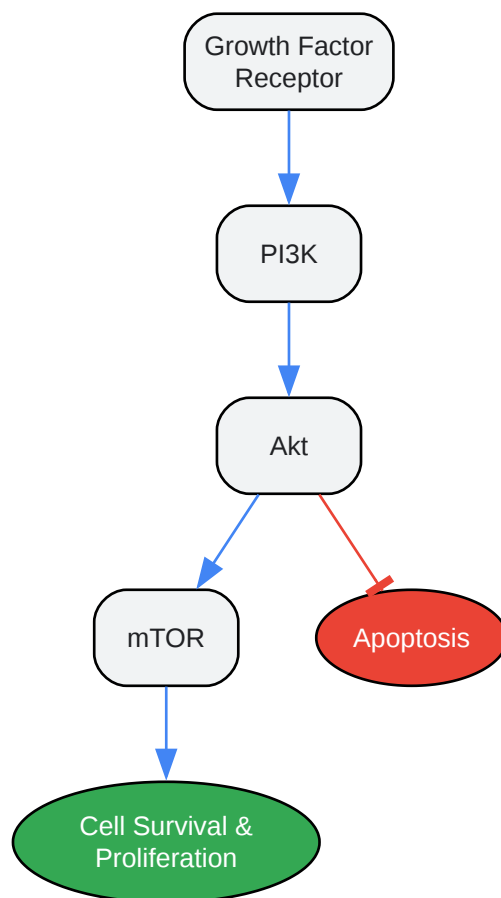 Growth Factor
Receptor
PI3K
Akt
mTOR
Apoptosis
Cell Survival &
Proliferation